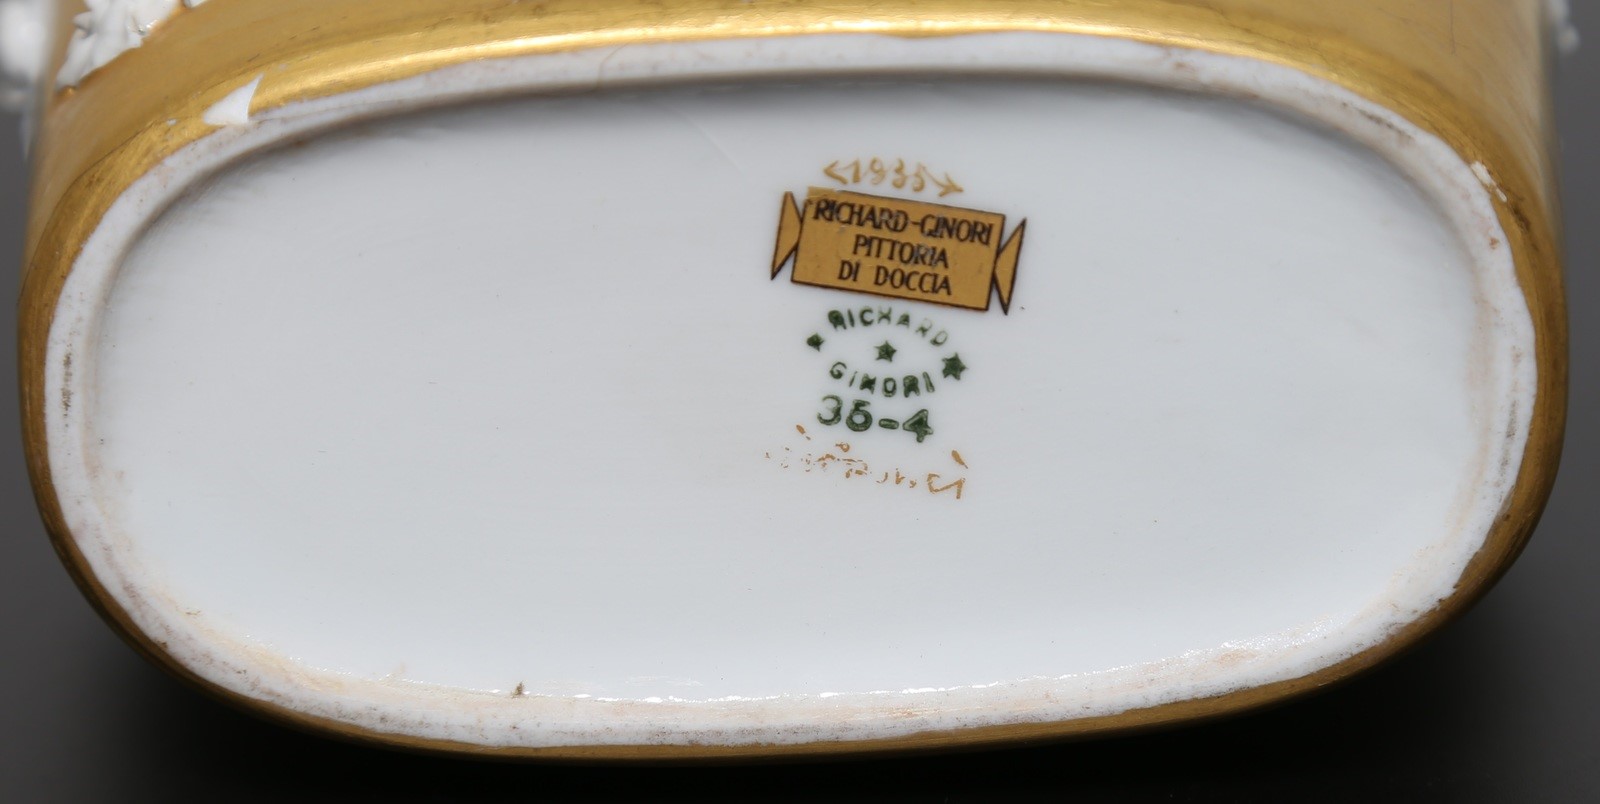 <1935>
RICHARD-GINORI
PITTORIA
DI DOCCIA
RICHARD
GINORI
35-4